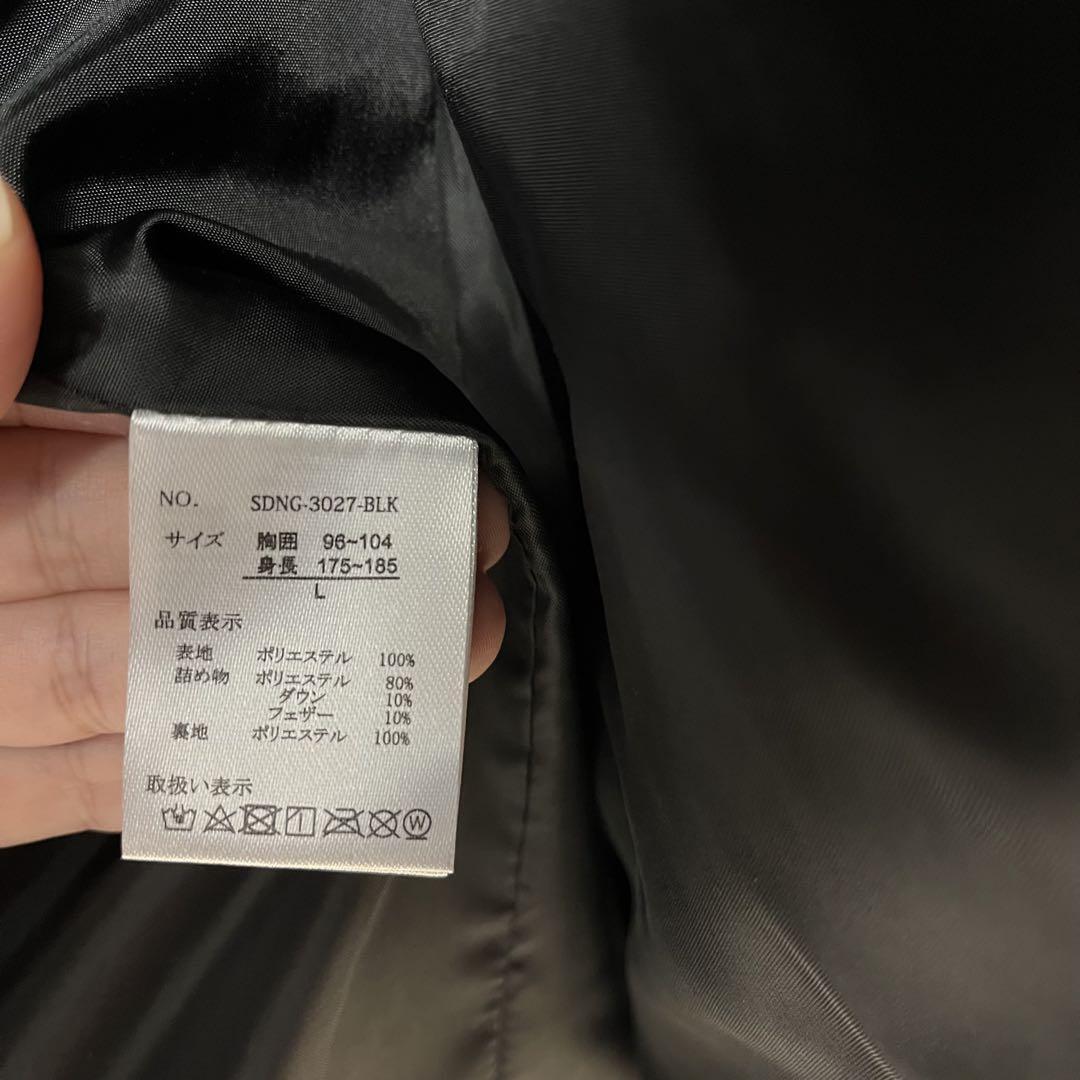 NO. SDNG-3027-BLK
サイズ 胸囲 96~104
身長 175~185
L
品質表示
表地 ポリエステル 100%
詰め物 ポリエステル 80%
ダウン 10%
フェザー 10%
裏地 ポリエステル 100%
取扱い表示
W